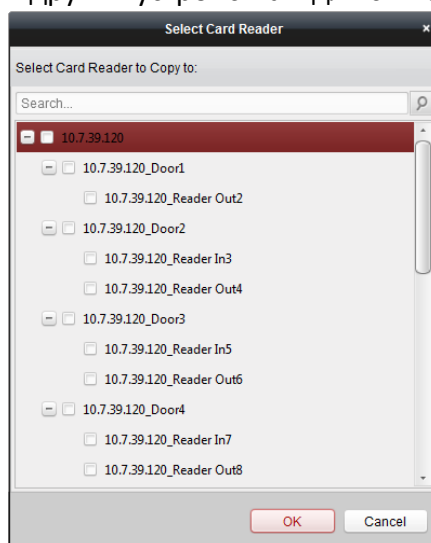 Select Card Reader
Select Card Reader to Copy to:
Search...
10.7.39.120
10.7.39.120_Door1
10.7.39.120_Reader Out2
10.7.39.120_Door2
10.7.39.120_Reader In3
10.7.39.120_Reader Out4
10.7.39.120_Door3
10.7.39.120_Reader In5
10.7.39.120_Reader Out6
10.7.39.120_Door4
10.7.39.120_Reader In7
10.7.39.120_Reader Out8
OK Cancel